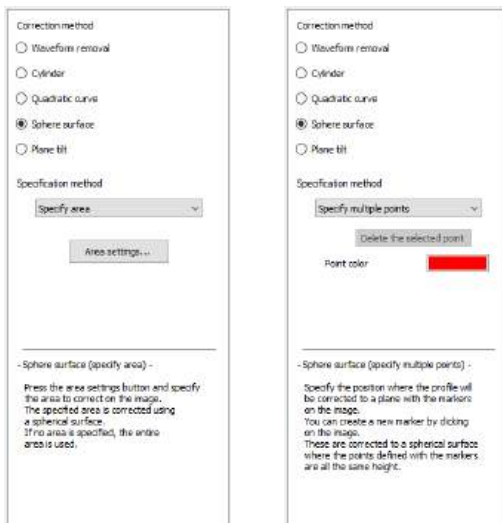 Correction method
Waveform removal
Cylinder
Quadratic curve
Sphere surface
Plane tilt
Specification method
Specify area
Area settings...
- Sphere surface (specify area) -
Press the area settings button and specify
the area to correct on the image.
The specified area is corrected using
a spherical surface.
If no area is specified, the entire
area is used.
Correction method
Waveform removal
Cylinder
Quadratic curve
Sphere surface
Plane tilt
Specification method
Specify multiple points
Delete the selected point
Point color
- Sphere surface (specify multiple points) -
Specify the position where the profile will
be corrected to a plane with the markers
on the image.
You can create a new marker by clicking
on the image.
These are corrected to a spherical surface
where the points defined with the markers
are all the same height.